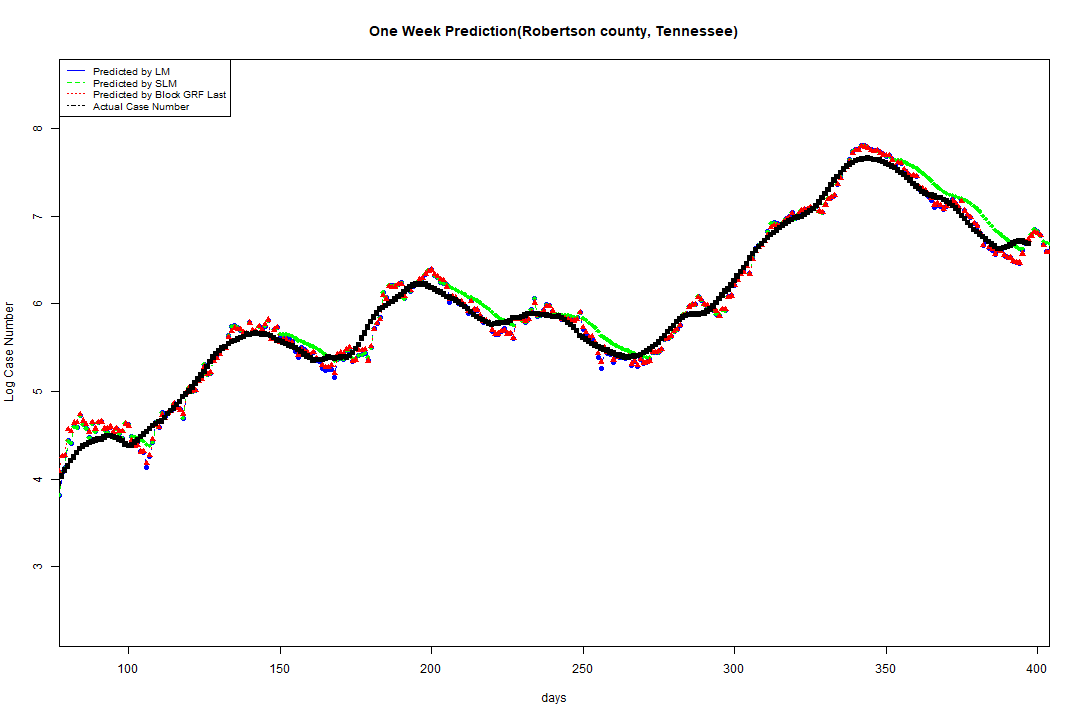 One Week Prediction(Robertson county, Tennessee)
Predicted by LM
Predicted by SLM
Predicted by Block GRF Last
Actual Case Number
Log Case Number
8
7
6
5
4
3
100 150 200 250 300 350 400
days